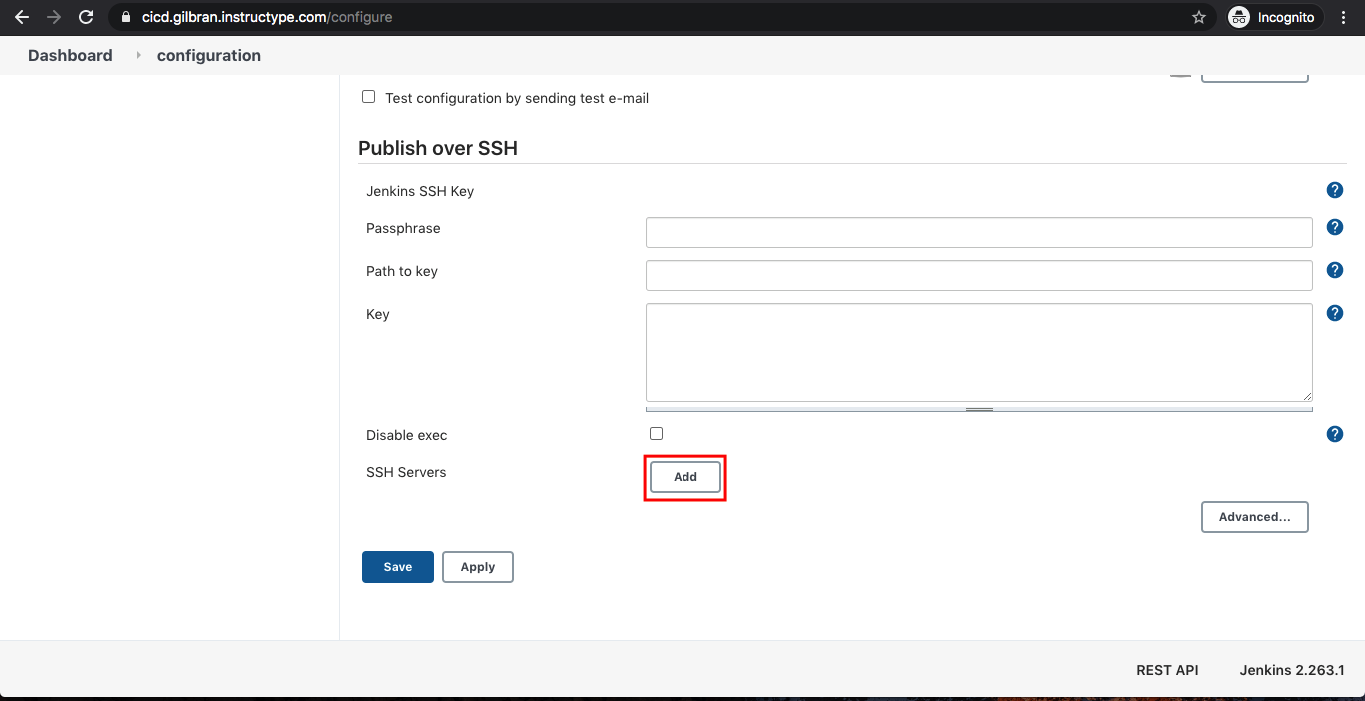 cicd.gilbran.instructype.com/configure
Incognito
Dashboard configuration
Test configuration by sending test e-mail
Publish over SSH
Jenkins SSH Key
?
Passphrase
?
Path to key
?
Key
?
Disable exec
?
SSH Servers
Add
Advanced...
Save Apply
REST API Jenkins 2.263.1